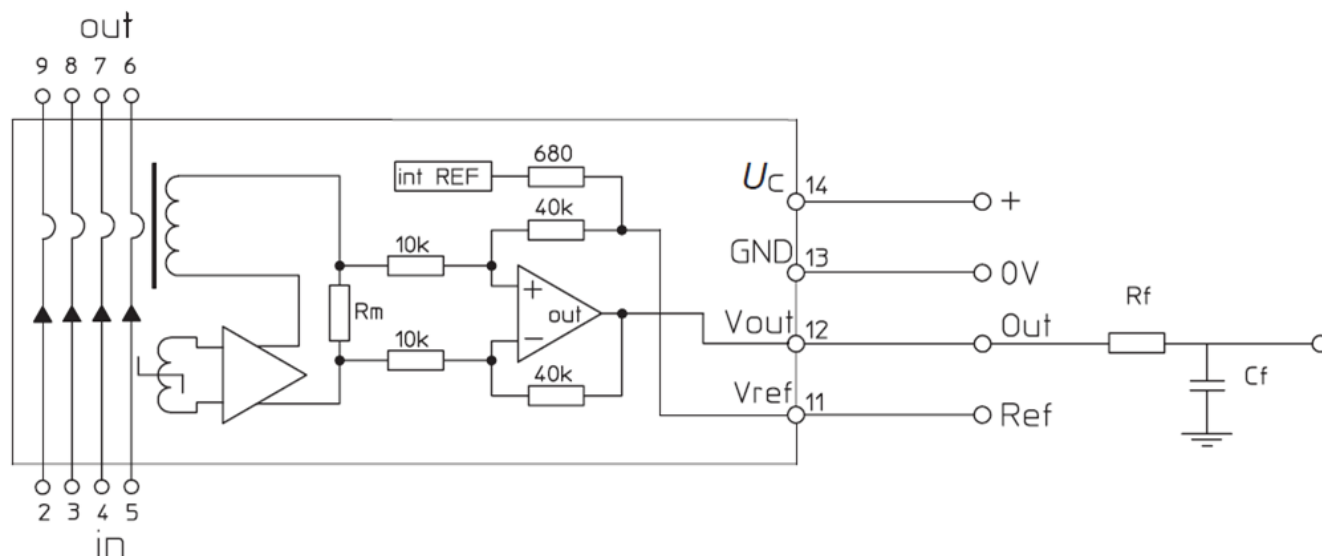 out
9 8 7 6
int REF
680
40k
10k
+
Rm
out
10k
−
40k
UC
14
+
GND
13
0V
Vout
12
Out
Rf
Cf
Vref
11
Ref
2 3 4 5
in